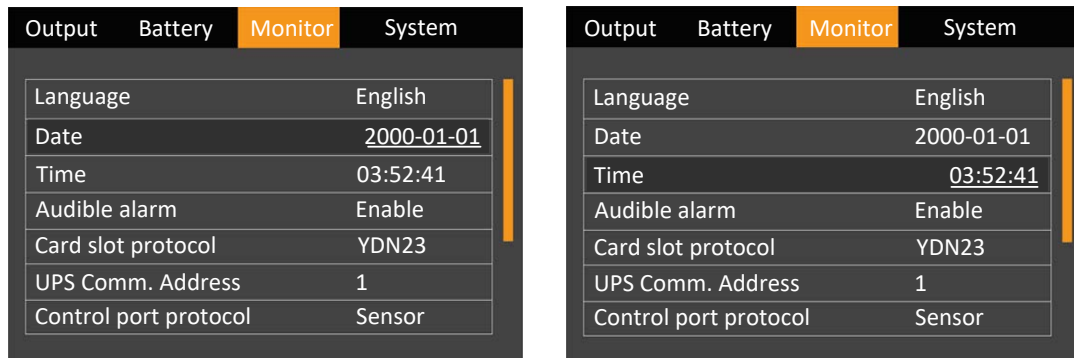 Output Battery Monitor System
Language English
Date 2000-01-01
Time 03:52:41
Audible alarm Enable
Card slot protocol YDN23
UPS Comm. Address 1
Control port protocol Sensor
Output Battery Monitor System
Language English
Date 2000-01-01
Time 03:52:41
Audible alarm Enable
Card slot protocol YDN23
UPS Comm. Address 1
Control port protocol Sensor